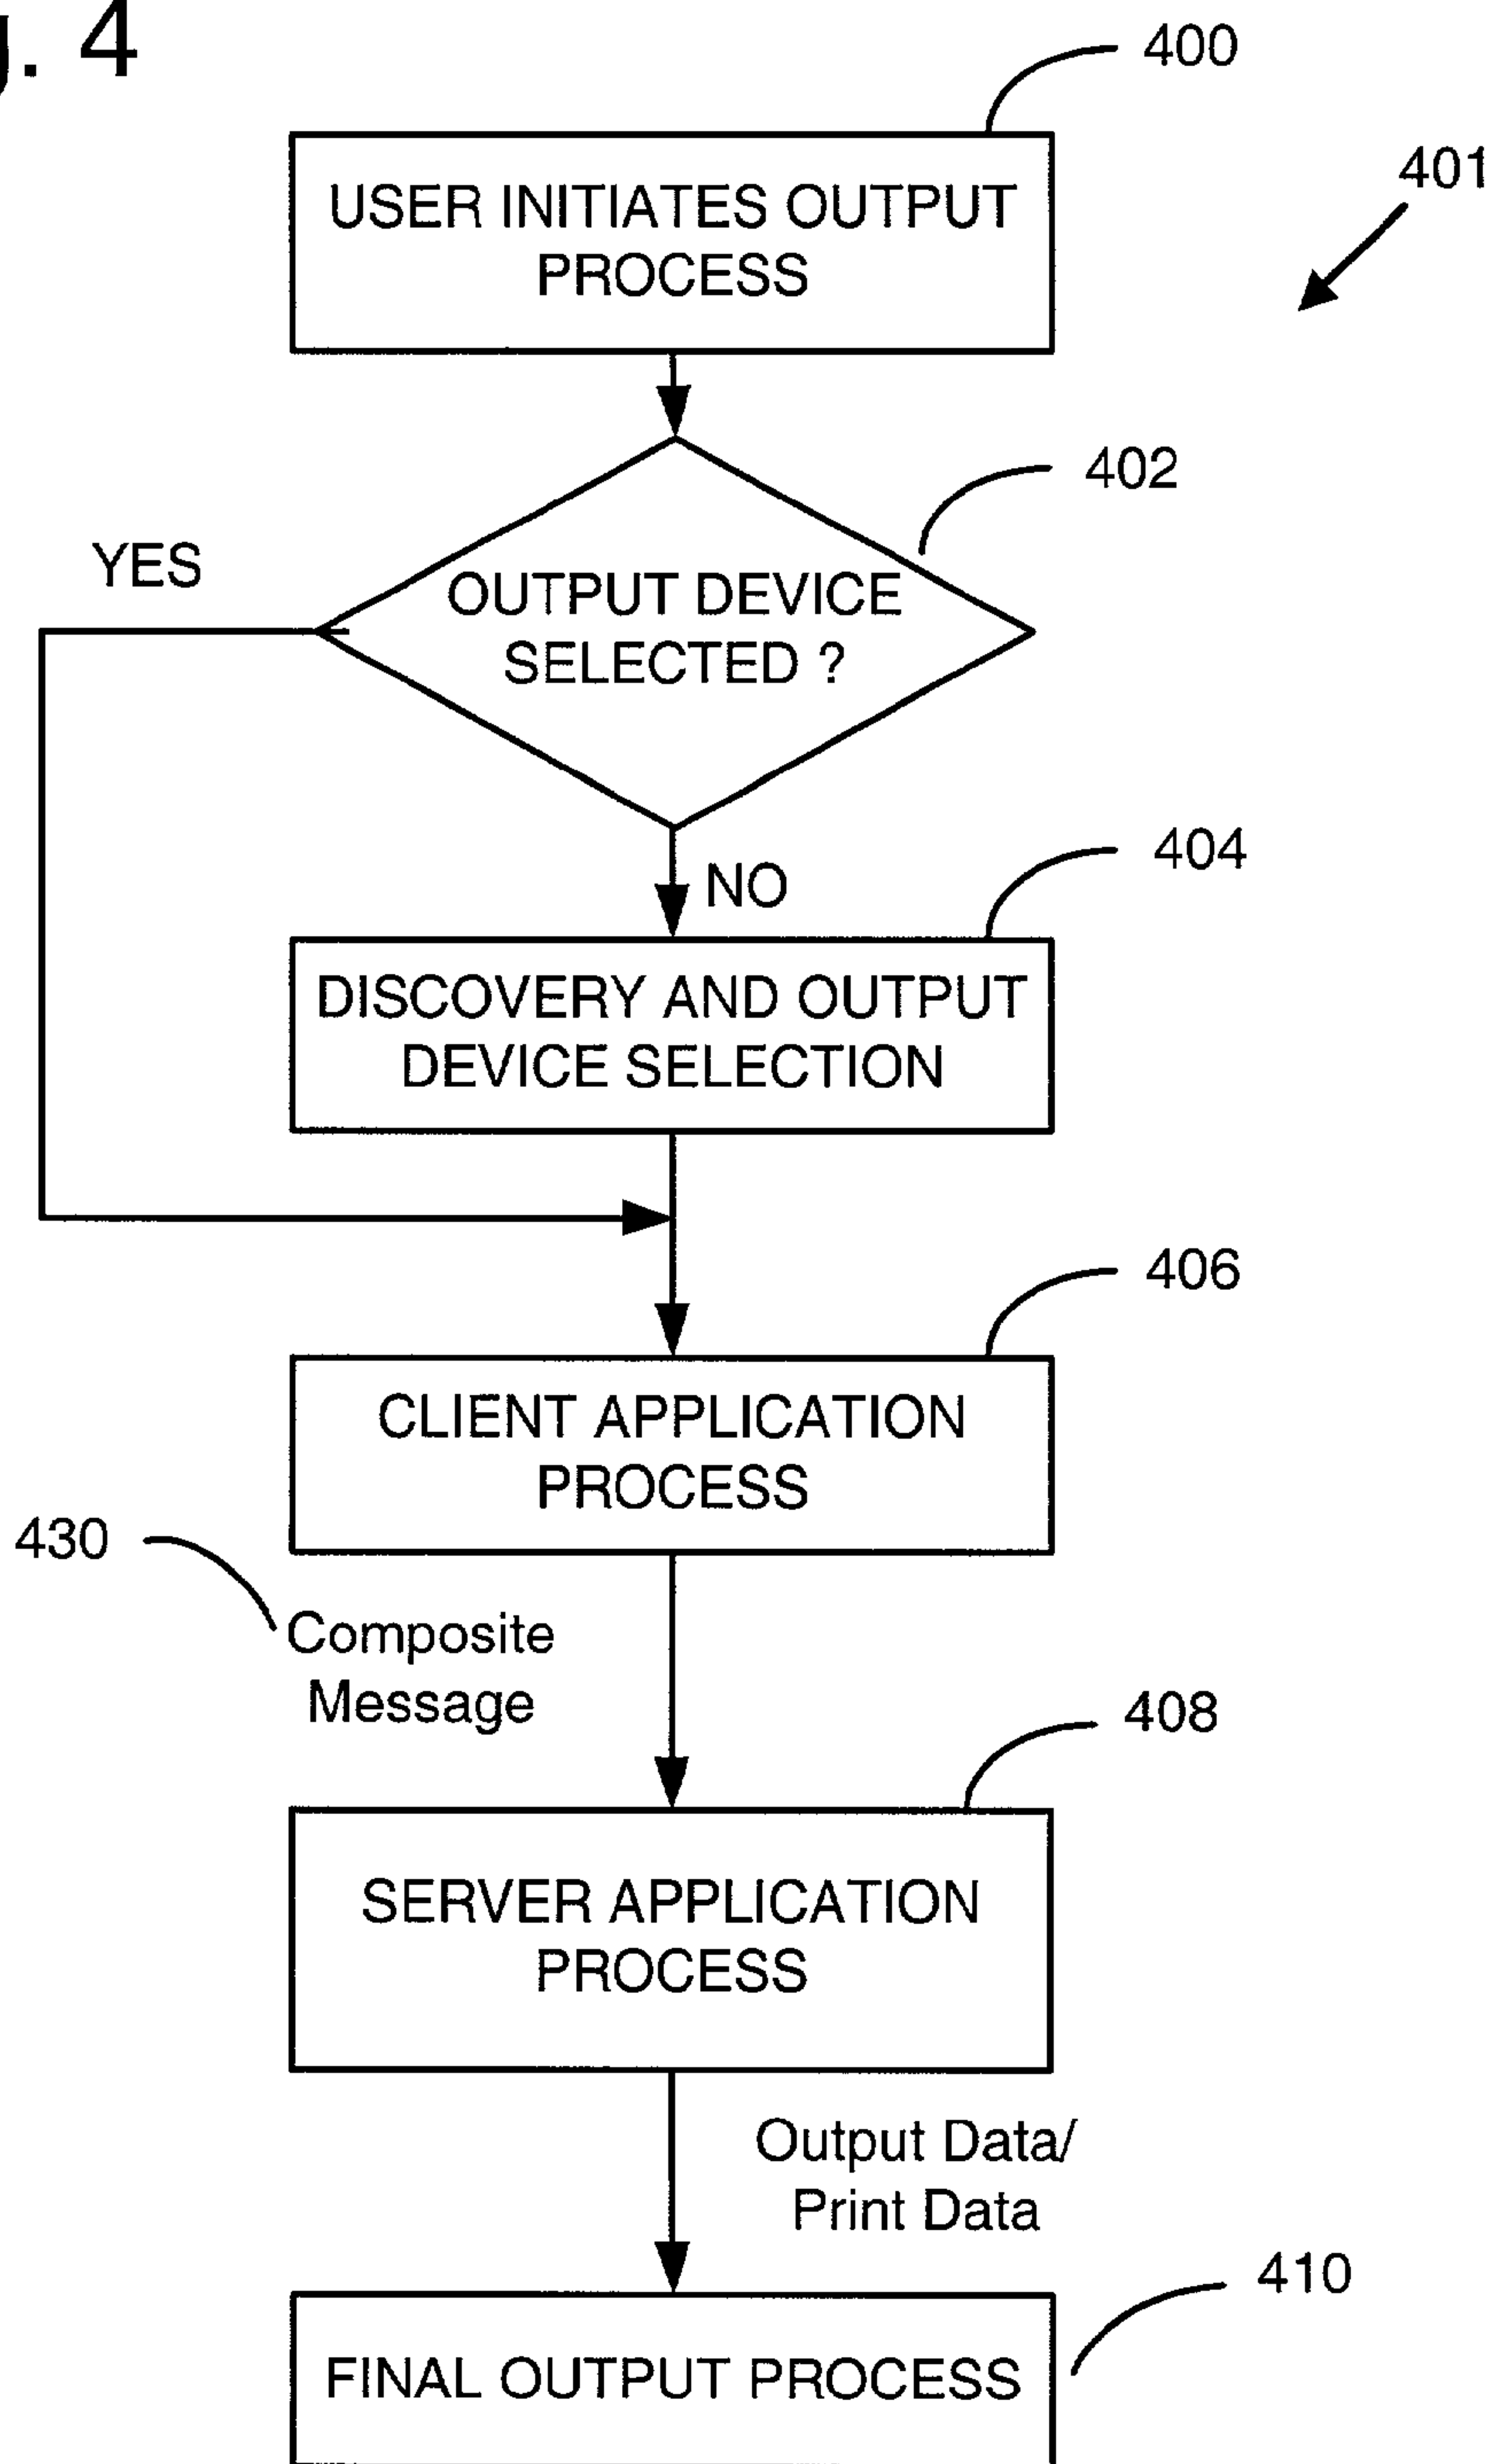 g. 4
400
401
USER INITIATES OUTPUT
PROCESS
402
YES
OUTPUT DEVICE
SELECTED ?
404
NO
DISCOVERY AND OUTPUT
DEVICE SELECTION
406
CLIENT APPLICATION
PROCESS
430
Composite
Message
408
SERVER APPLICATION
PROCESS
Output Data/
Print Data
410
FINAL OUTPUT PROCESS